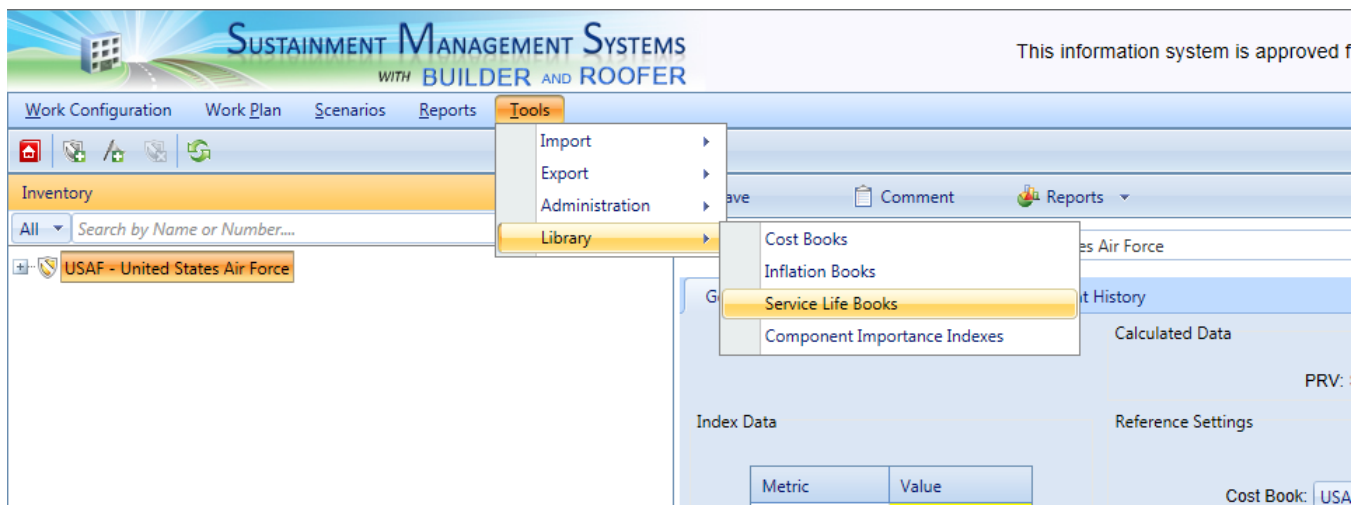 SUSTAINMENT MANAGEMENT SYSTEMS
WITH BUILDER AND ROOFER
This information system is approved f
Work Configuration Work Plan Scenarios Reports Tools
Import
Export
Administration
Library
Inventory
ave Comment Reports
All Search by Name or Number....
Cost Books
Inflation Books
Service Life Books
Component Importance Indexes
es Air Force
USAF - United States Air Force
G t History
Calculated Data
PRV:
Index Data Reference Settings
Metric Value
Cost Book: USA